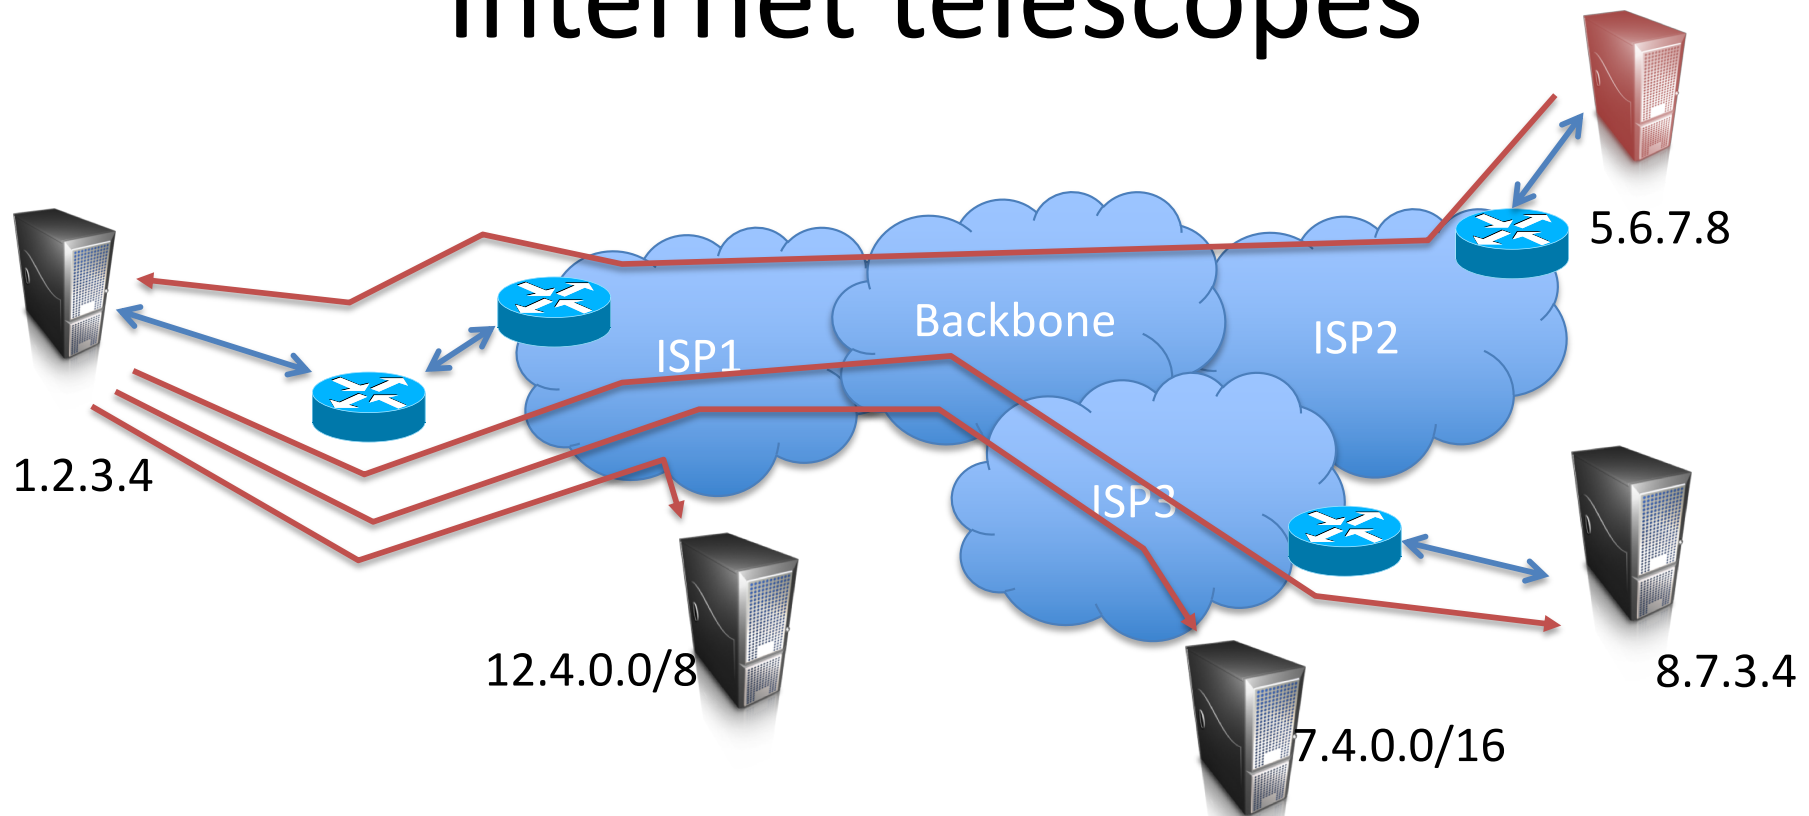 Internet telescopes
5.6.7.8
Backbone
ISP1
ISP2
1.2.3.4
ISP3
12.4.0.0/8
8.7.3.4
7.4.0.0/16